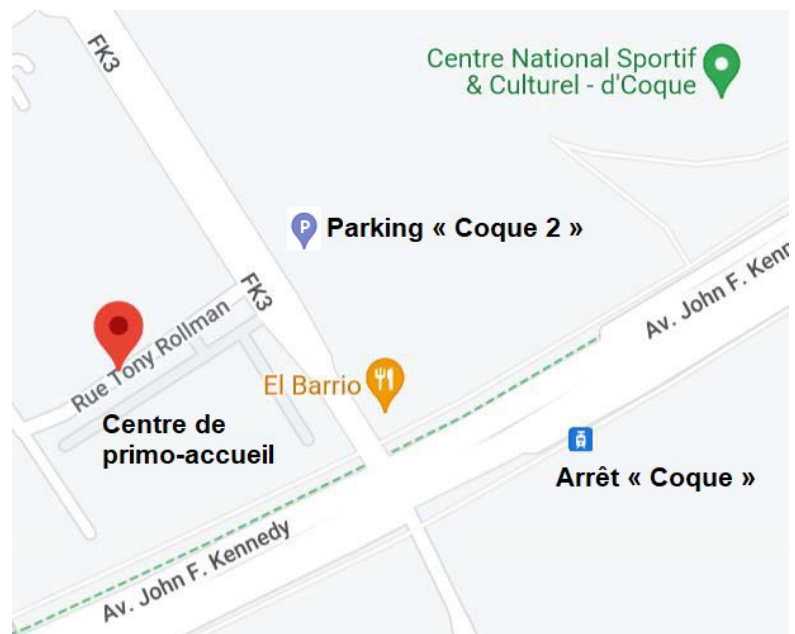 FK3
Centre National Sportif
& Culturel - d'Coque
P
Parking « Coque 2 »
FK3
Rue Tony Rollman
Av. John F. Kenn
El Barrio
Centre de
primo-accueil
Arrêt « Coque »
Av. John F. Kennedy